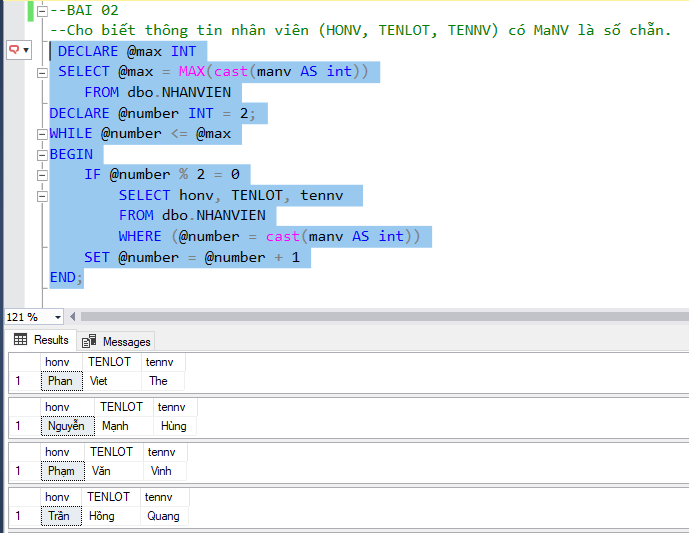 --BAI 02
--Cho biết thông tin nhân viên (HONV, TENLOT, TENNV) có MaNV là số chẵn.
DECLARE @max INT
SELECT @max = MAX(cast(manv AS int))
FROM dbo.NHANVIEN
DECLARE @number INT = 2;
WHILE @number <= @max
BEGIN
IF @number % 2 = 0
SELECT honv, TENLOT, tennv
FROM dbo.NHANVIEN
WHERE (@number = cast(manv AS int))
SET @number = @number + 1
END;
121 %
Results Messages
honv TENLOT tennv
1 Phan Viet The
honv TENLOT tennv
1 Nguyễn Mạnh Hùng
honv TENLOT tennv
1 Phạm Văn Vinh
honv TENLOT tennv
1 Trần Hồng Quang